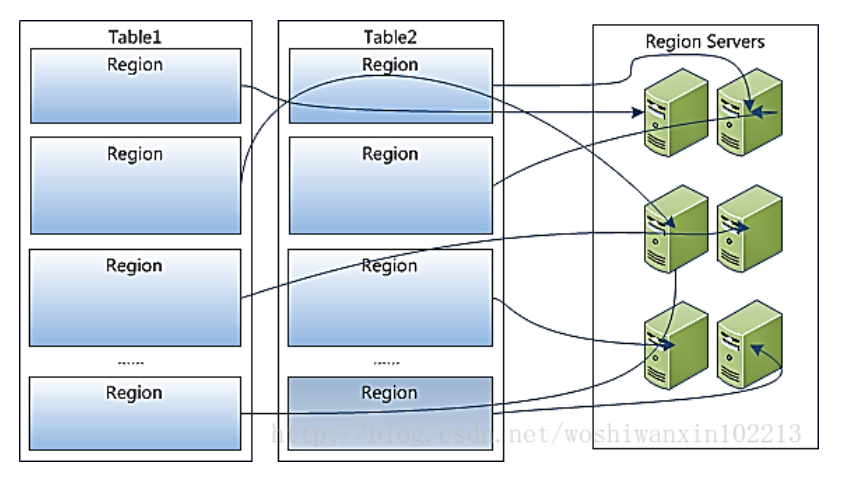 Table1
Region
Region
Region
......
Region
Table2
Region
Region
Region
......
Region
Region Servers
http://blog.csdn.net/woshiwanxin102213